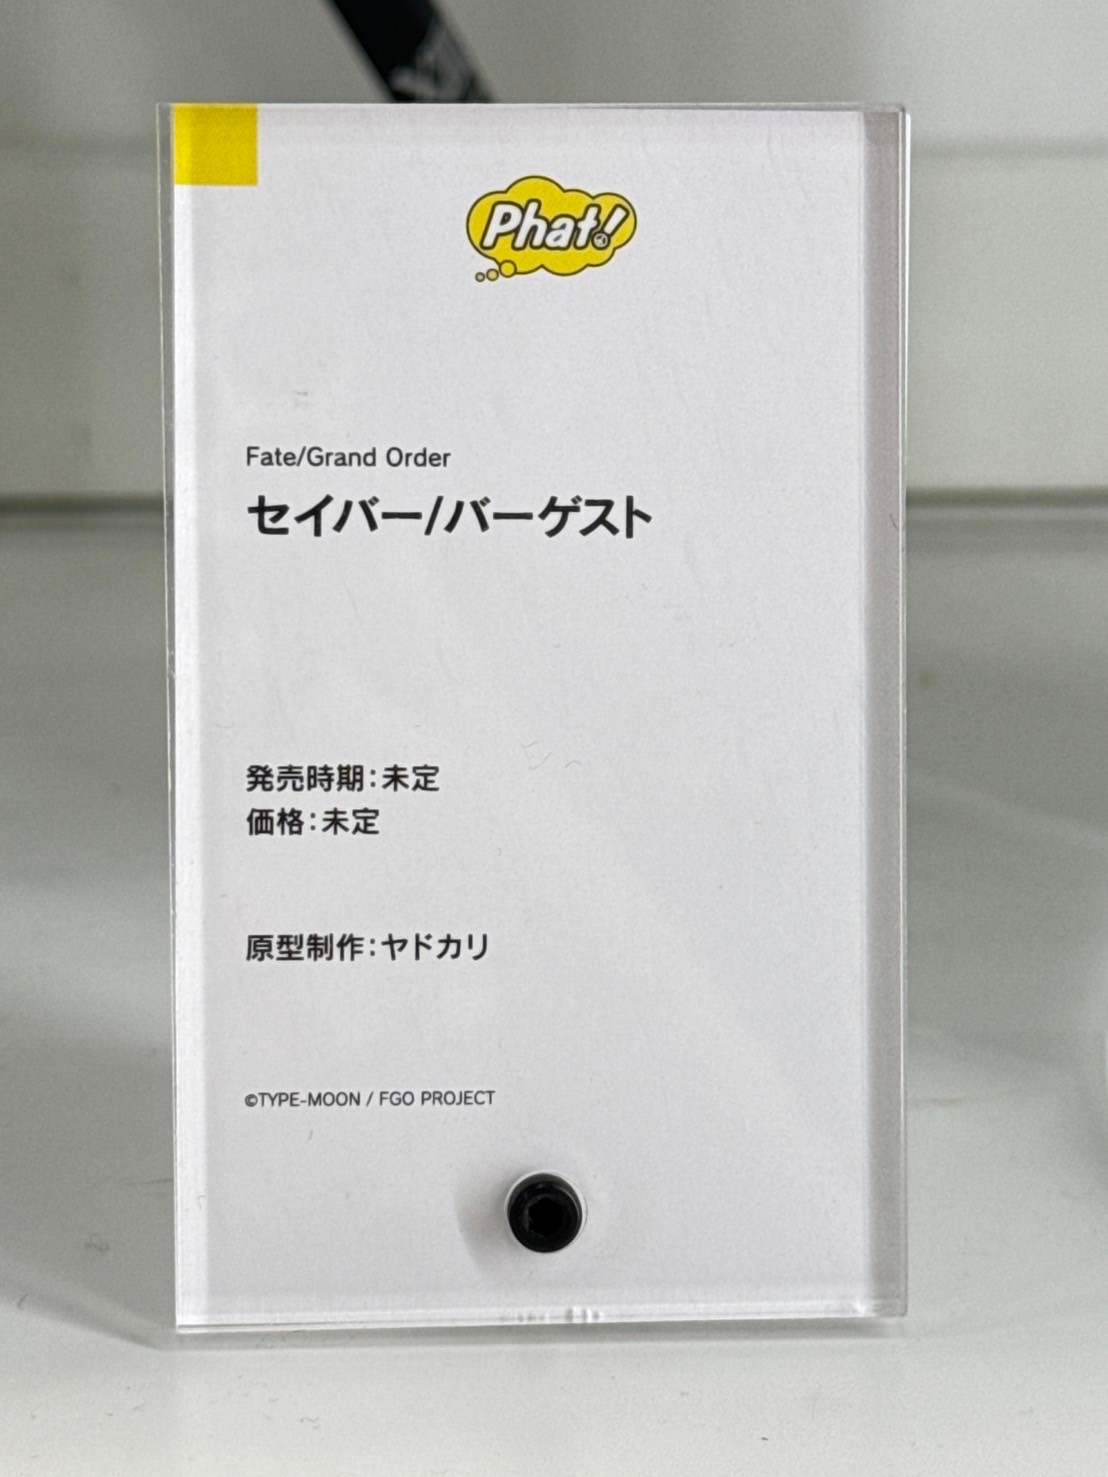 Phat!
Fate/Grand Order
セイバー/バーゲスト
発売時期:未定
価格:未定
原型制作:ヤドカリ
©TYPE-MOON / FGO PROJECT